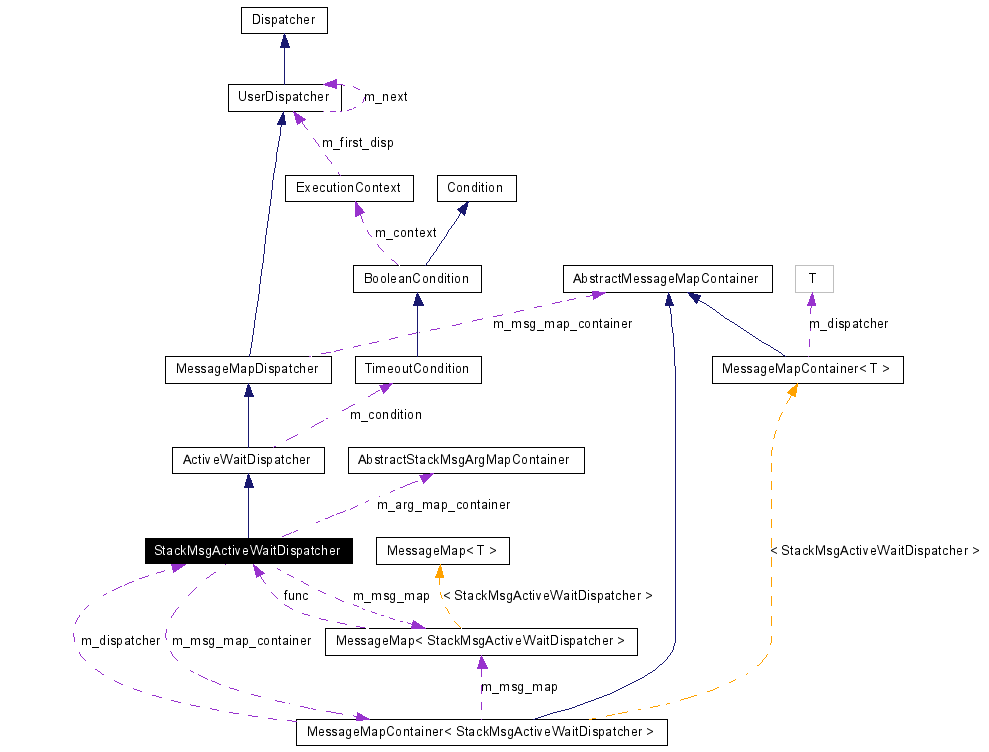 Dispatcher
UserDispatcher
m_next
m_first_disp
ExecutionContext
Condition
m_context
BooleanCondition
AbstractMessageMapContainer
T
m_msg_map_container
m_dispatcher
MessageMapDispatcher
TimeoutCondition
MessageMapContainer< T >
m_condition
ActiveWaitDispatcher
AbstractStackMsgArgMapContainer
m_arg_map_container
StackMsgActiveWaitDispatcher
MessageMap< T >
< StackMsgActiveWaitDispatcher >
func
m_msg_map
< StackMsgActiveWaitDispatcher >
m_dispatcher
m_msg_map_container
MessageMap< StackMsgActiveWaitDispatcher >
m_msg_map
MessageMapContainer< StackMsgActiveWaitDispatcher >